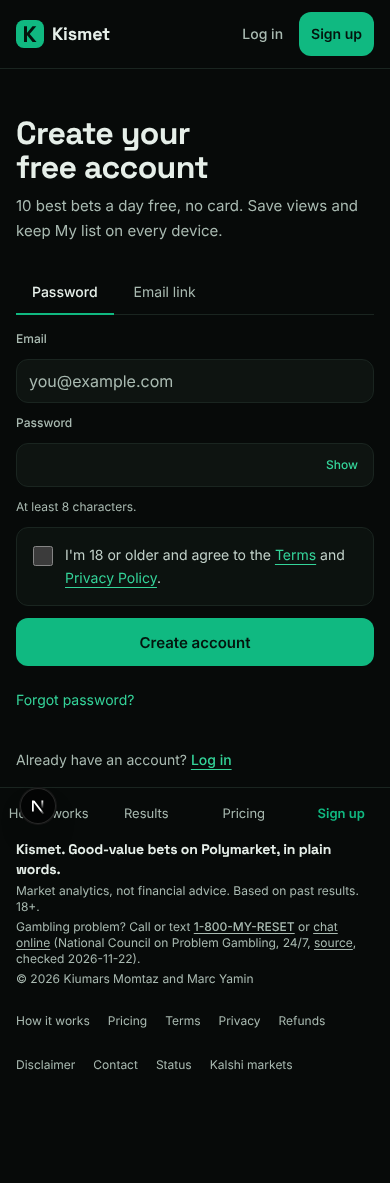 K Kismet
Log in
Sign up
Create your
free account
10 best bets a day free, no card. Save views and
keep My list on every device.
Password
Email link
Email
you@example.com
Password
Show
At least 8 characters.
I'm 18 or older and agree to the Terms and
Privacy Policy.
Create account
Forgot password?
Already have an account? Log in
N
works
Results
Pricing
Sign up
Kismet. Good-value bets on Polymarket, in plain
words.
Market analytics, not financial advice. Based on past results.
18+.
Gambling problem? Call or text 1-800-MY-RESET or chat
online (National Council on Problem Gambling, 24/7, source,
checked 2026-11-22).
© 2026 Kiumars Momtaz and Marc Yamin
How it works
Pricing
Terms
Privacy
Refunds
Disclaimer
Contact
Status
Kalshi markets